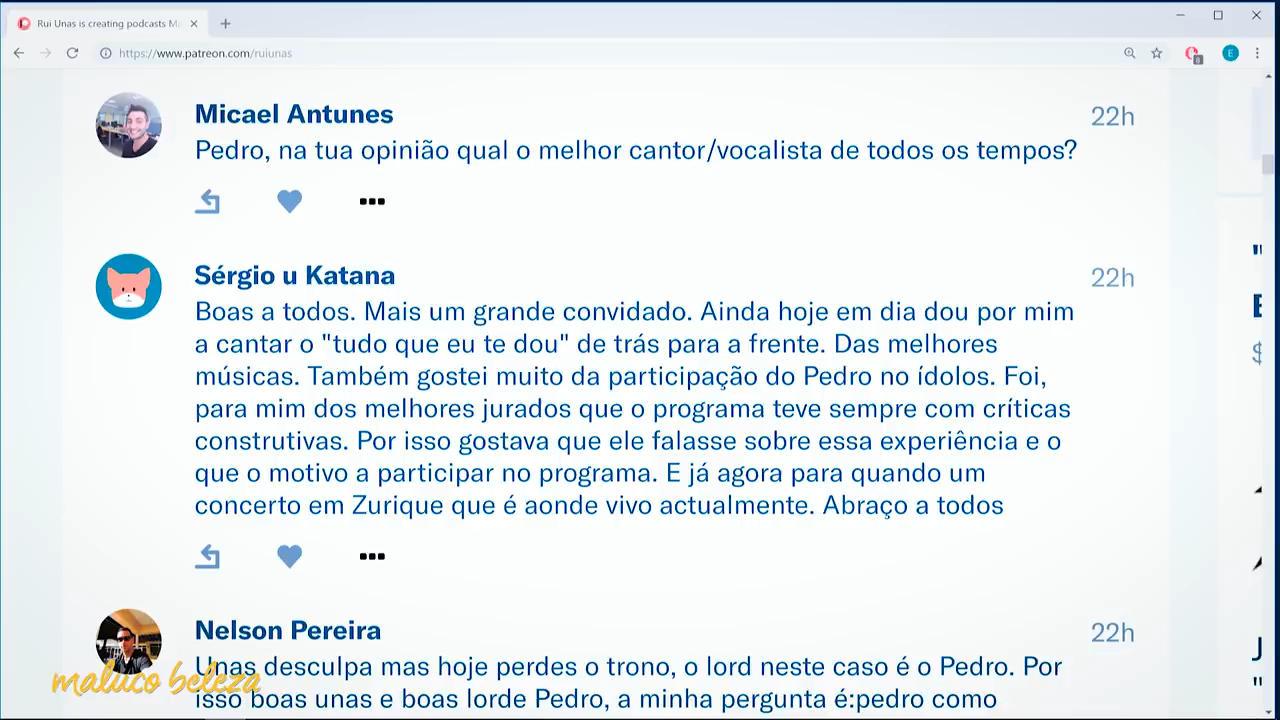 Rui Unas is creating podcasts Ma
https://www.patreon.com/ruiunas
E
Micael Antunes
22h
Pedro, na tua opinião qual o melhor cantor/vocalista de todos os tempos?
Sérgio u Katana
22h
Boas a todos. Mais um grande convidado. Ainda hoje em dia dou por mim
a cantar o "tudo que eu te dou" de trás para a frente. Das melhores
músicas. Também gostei muito da participação do Pedro no ídolos. Foi,
para mim dos melhores jurados que o programa teve sempre com críticas
construtivas. Por isso gostava que ele falasse sobre essa experiência e o
que o motivo a participar no programa. E já agora para quando um
concerto em Zurique que é aonde vivo actualmente. Abraço a todos
Nelson Pereira
22h
Unas desculpa mas hoje perdes o trono, o lord neste caso é o Pedro. Por
isso boas unas e boas lorde Pedro, a minha pergunta é:pedro como
maluco beleza